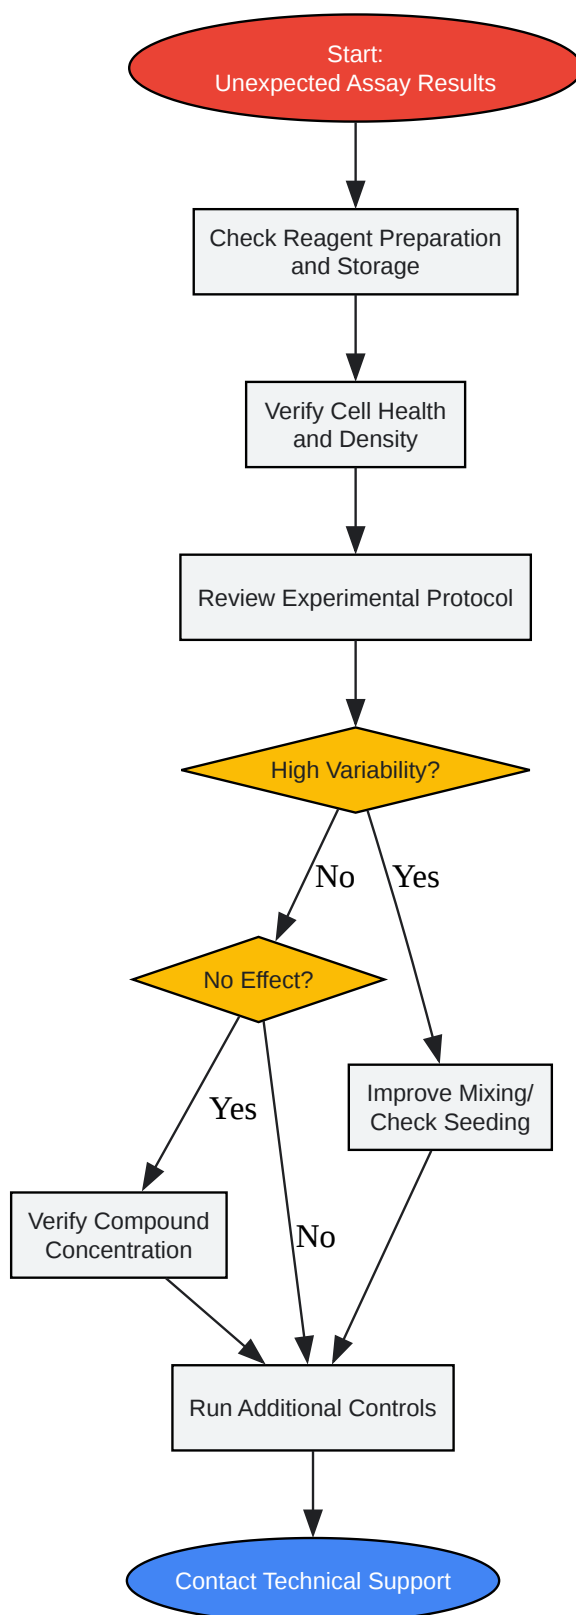 Start:
Unexpected Assay Results
Check Reagent Preparation
and Storage
Verify Cell Health
and Density
Review Experimental Protocol
High Variability?
No
Yes
No Effect?
Improve Mixing/
Check Seeding
Yes
Verify Compound
Concentration
No
Run Additional Controls
Contact Technical Support